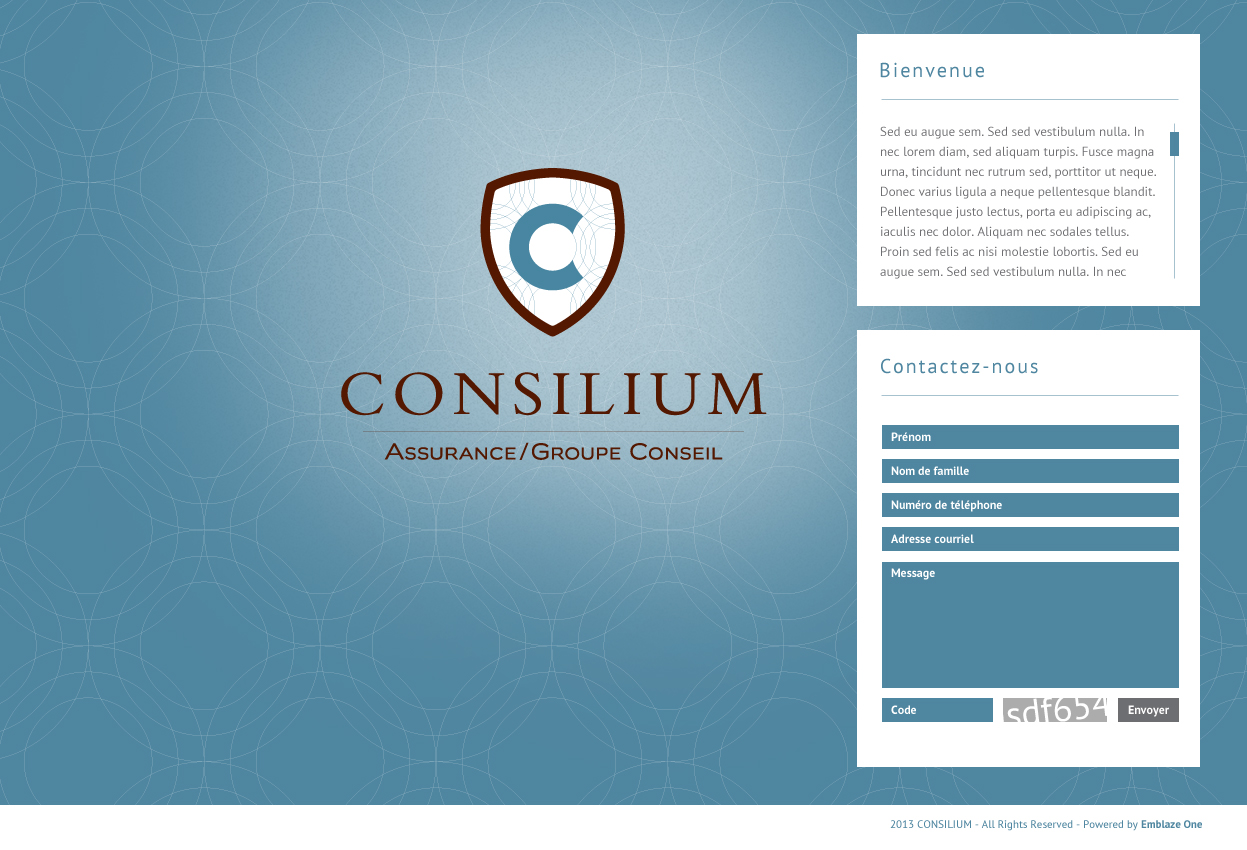 CONSILIUM
ASSURANCE/GROUPE CONSEIL
Bienvenue
Sed eu augue sem. Sed sed vestibulum nulla. In
nec lorem diam, sed aliquam turpis. Fusce magna
urna, tincidunt nec rutrum sed, porttitor ut neque.
Donec varius ligula a neque pellentesque blandit.
Pellentesque justo lectus, porta eu adipiscing ac,
iaculis nec dolor. Aliquam nec sodales tellus.
Proin sed felis ac nisi molestie lobortis. Sed eu
augue sem. Sed sed vestibulum nulla. In nec
Contactez-nous
Prénom
Nom de famille
Numéro de téléphone
Adresse courriel
Message
Code
sdf654
Envoyer
2013 CONSILIUM - All Rights Reserved - Powered by Emblaze One